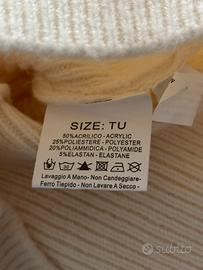 SIZE: TU
50%ACRILICO - ACRYLIC
25%POLIESTERE - POLYESTER
20%POLIAMMIDICA - POLYAMIDE
5%ELASTAN - ELASTANE
Lavaggio A Mano- Non Candeggiare-
Ferro Tiepido - Non Lavare A Secco -
subito